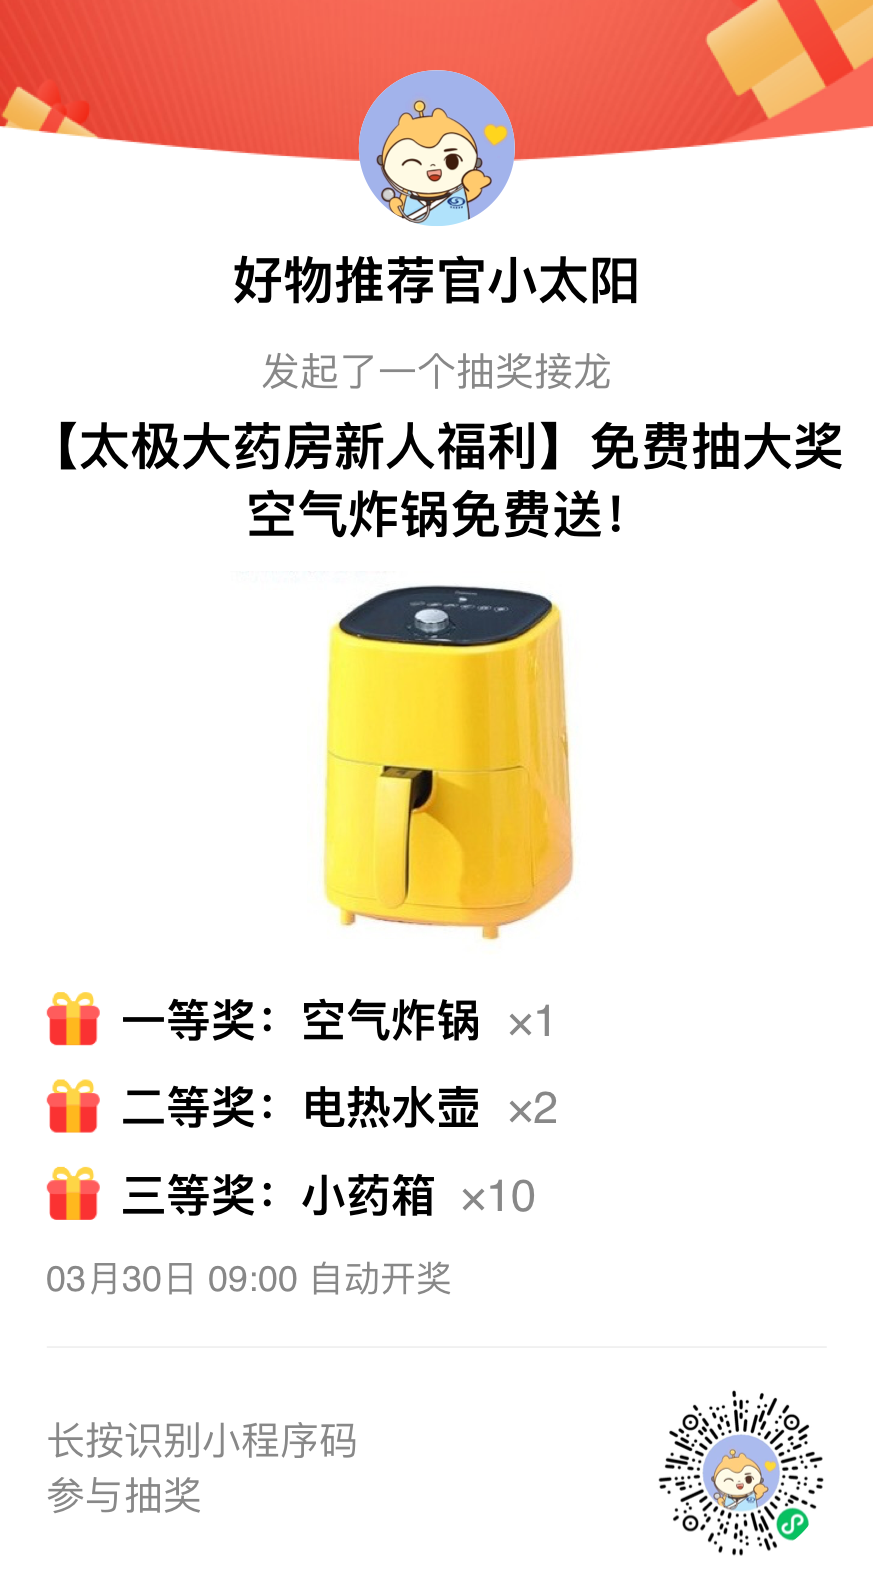 好物推荐官小太阳
发起了一个抽奖接龙
【太极大药房新人福利】免费抽大奖
空气炸锅免费送！
一等奖：空气炸锅 ×1
二等奖：电热水壶 ×2
三等奖：小药箱 ×10
03月30日 09:00 自动开奖
长按识别小程序码
参与抽奖